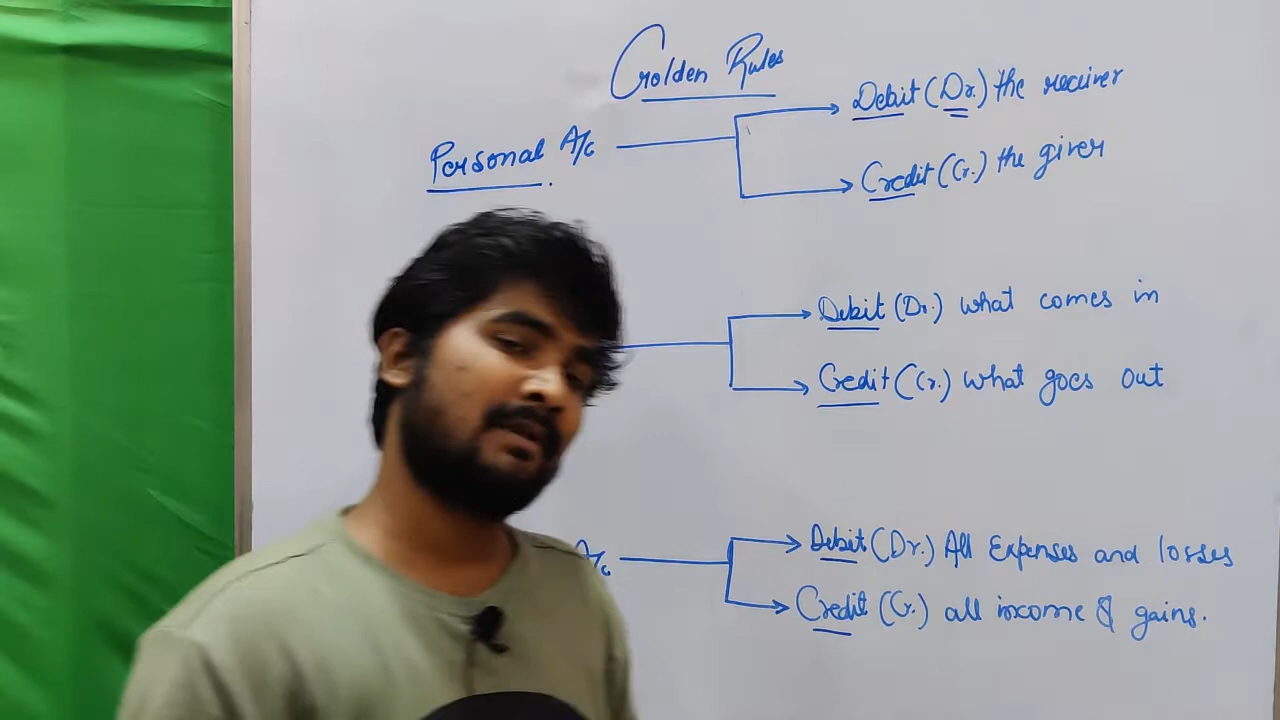 Golden Rules
Personal A/c
Debit (Dr.) the reciver
Credit (Cr.) the giver
Debit (Dr.) what comes in
Credit (Cr.) what goes out
A/c
Debit (Dr.) All Expenses and losses
Credit (Cr.) all income & gains.